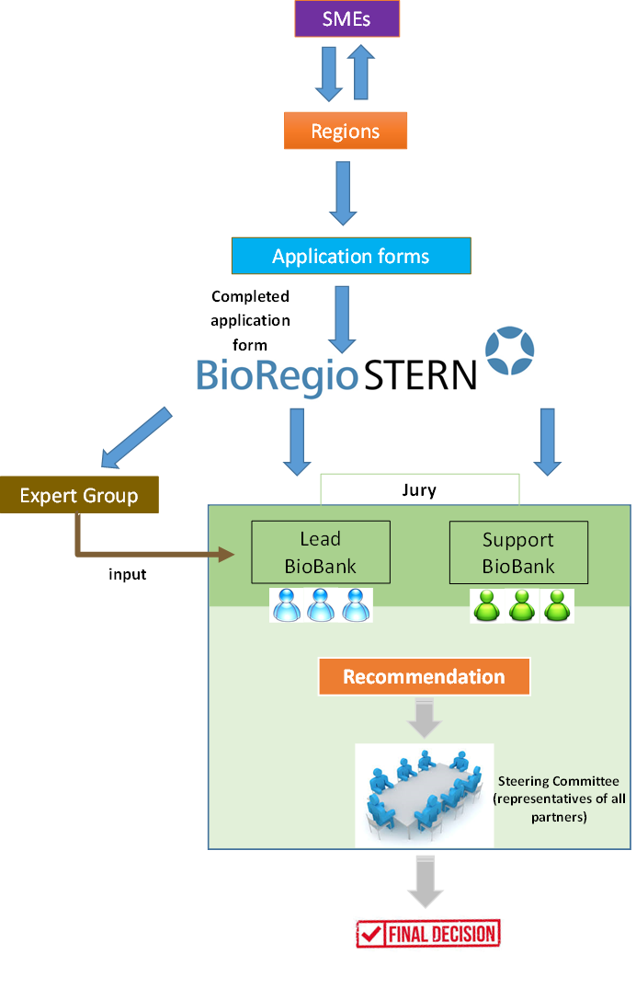 SMEs
Regions
Application forms
Completed
application
form
BioRegio STERN
Expert Group
Jury
Lead
BioBank
Support
BioBank
input
Recommendation
Steering Committee
(representatives of all
partners)
FINAL DECISION